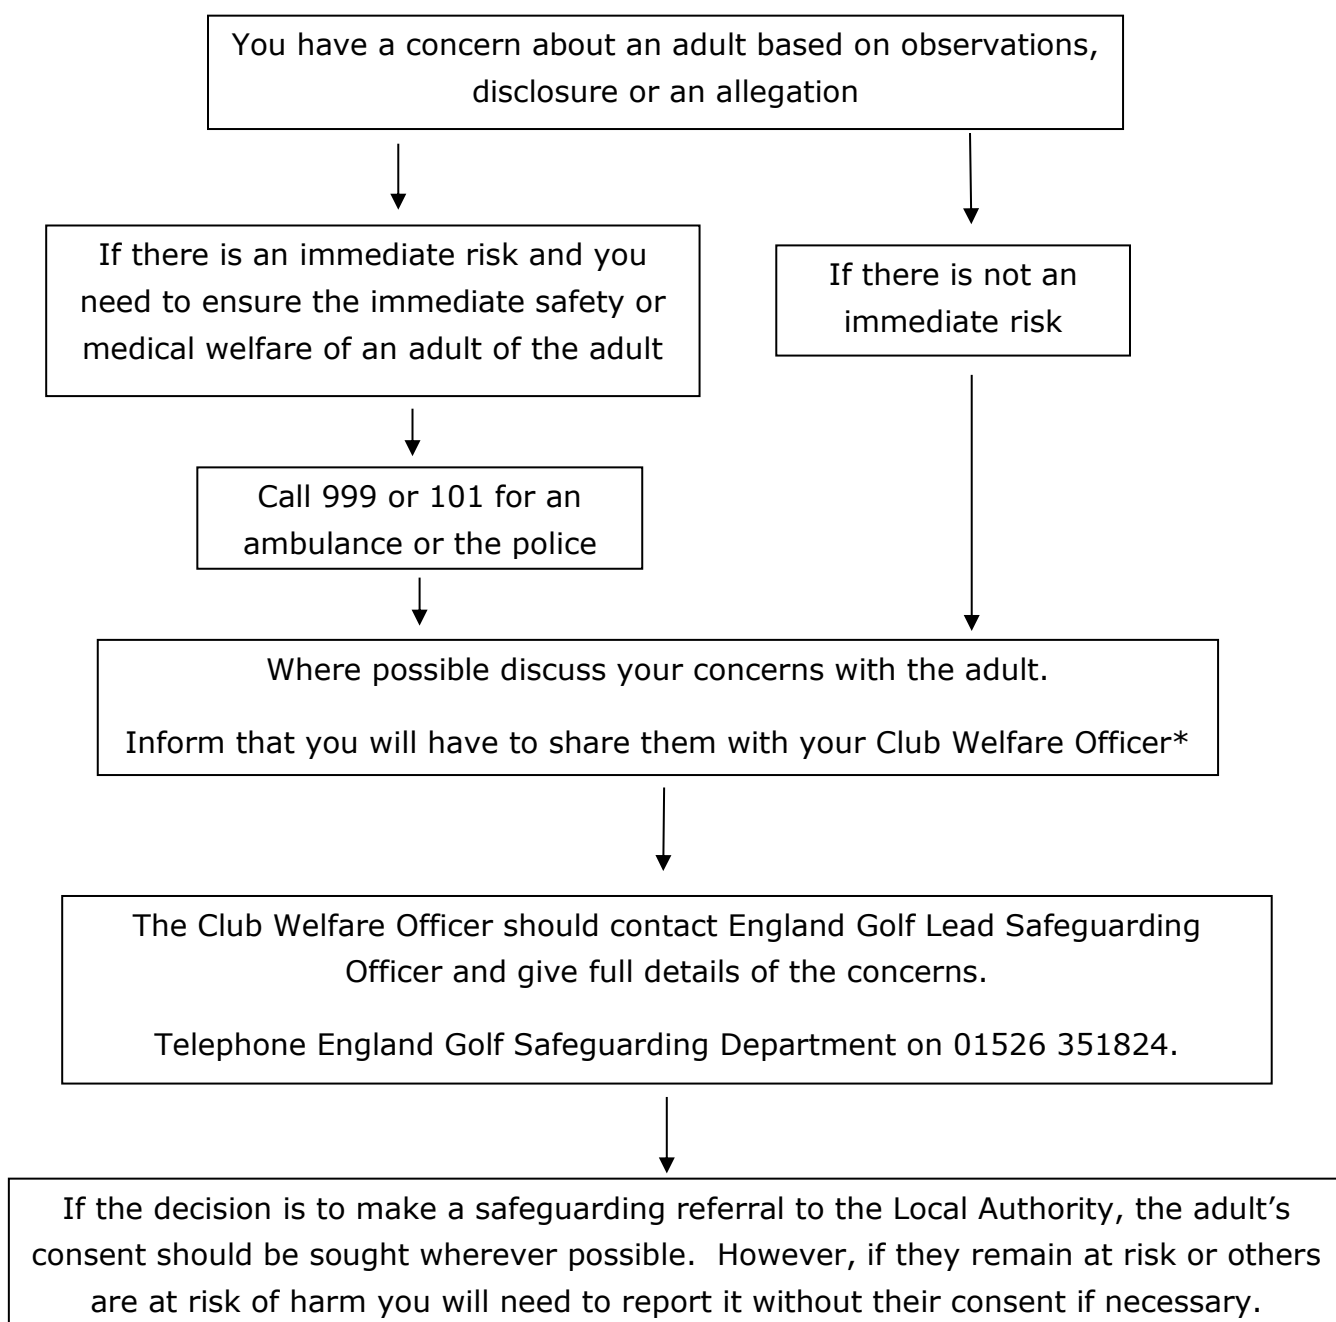 You have a concern about an adult based on observations,
disclosure or an allegation
If there is an immediate risk and you
need to ensure the immediate safety or
medical welfare of an adult of the adult
If there is not an
immediate risk
Call 999 or 101 for an
ambulance or the police
Where possible discuss your concerns with the adult.
Inform that you will have to share them with your Club Welfare Officer*
The Club Welfare Officer should contact England Golf Lead Safeguarding
Officer and give full details of the concerns.
Telephone England Golf Safeguarding Department on 01526 351824.
If the decision is to make a safeguarding referral to the Local Authority, the adult’s
consent should be sought wherever possible.  However, if they remain at risk or others
are at risk of harm you will need to report it without their consent if necessary.